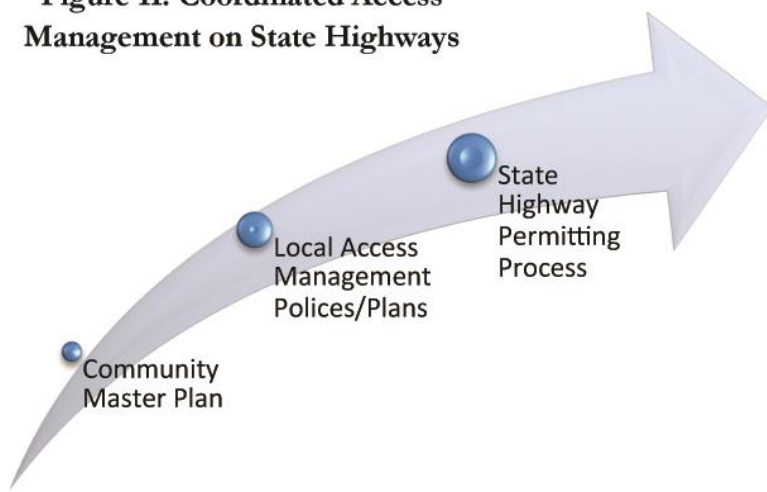 Figure 11. Coordinated Access
Management on State Highways
State
Highway
Permitting
Process
Local Access
Management
Polices/Plans
Community
Master Plan